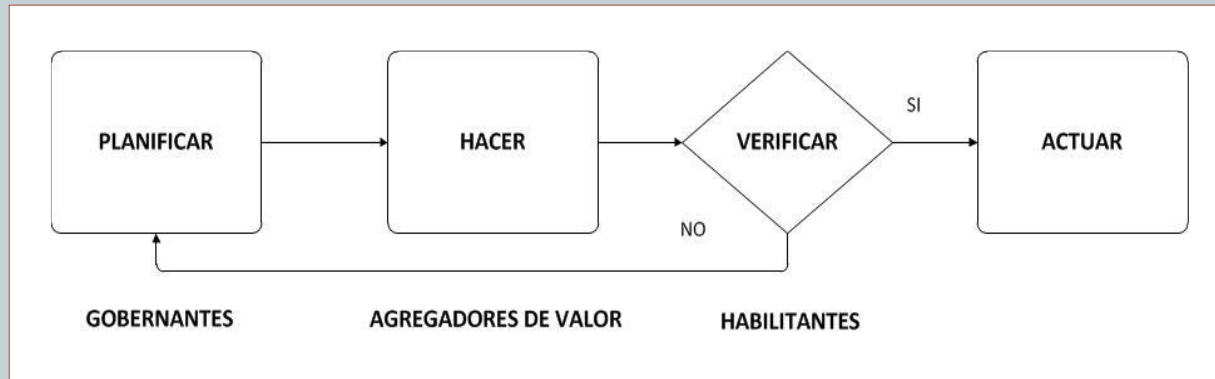 PLANIFICAR
HACER
VERIFICAR
SI
ACTUAR
NO
GOBERNANTES
AGREGADORES DE VALOR
HABILITANTES